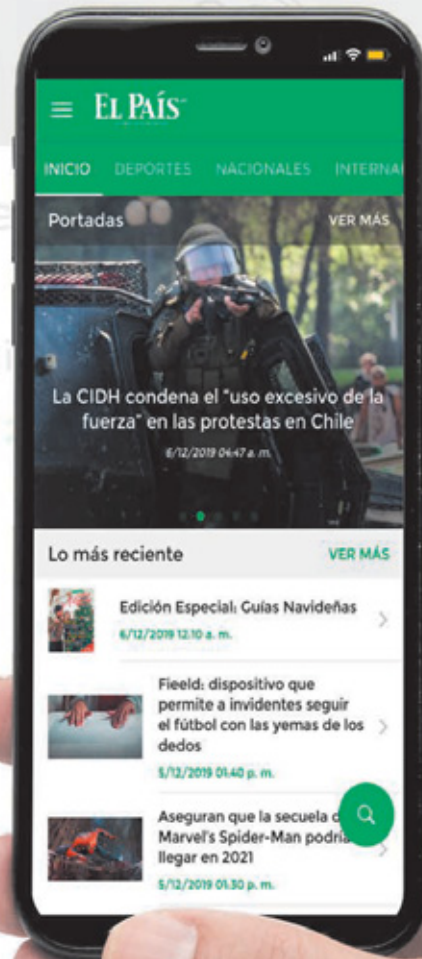 EL PAÍS
INICIO DEPORTES NACIONALES INTERNA
Portadas VER MÁS
La CIDH condena el "uso excesivo de la
fuerza" en las protestas en Chile
6/12/2019 04:47 a. m.
Lo más reciente VER MÁS
Edición Especial: Guías Navideñas
6/12/2019 12:10 a. m.
Fieeld: dispositivo que
permite a invidentes seguir
el fútbol con las yemas de los
dedos
5/12/2019 01:40 p. m.
Aseguran que la secuela d
Marvel's Spider-Man podría
llegar en 2021
5/12/2019 01:30 p. m.